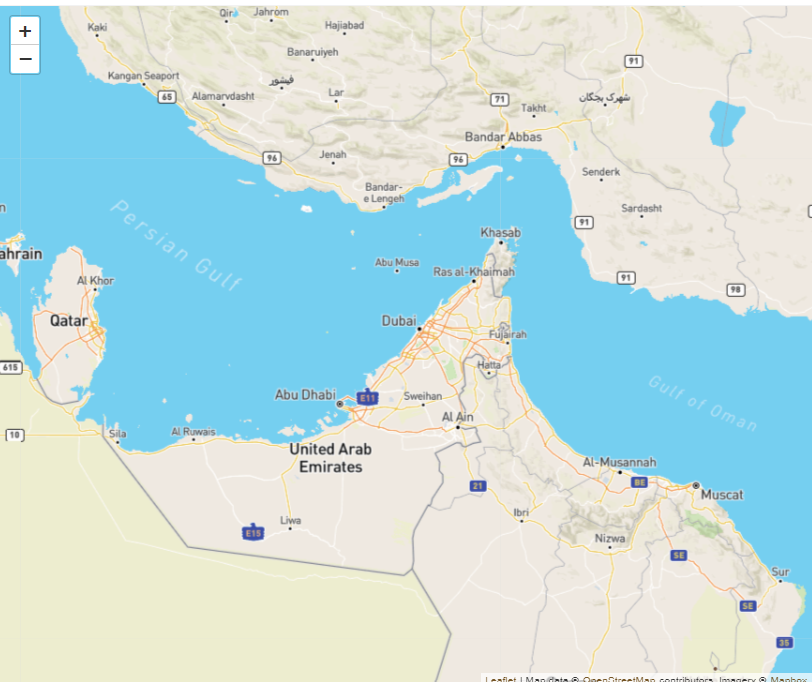 +
−
Kaki
Qir
Jahrom
Hajiabad
Banaruiyeh
Kangan Seaport
65
Alamarvdasht
فیشور
Lar
91
71
Takht
شهرک بچگان
Bandar Abbas
96
Jenah
96
Bandar-
e Lengeh
Senderk
Sardasht
91
Persian Gulf
n
ahrain
Khasab
Abu Musa
Ras al-Khaimah
91
98
Al Khor
Qatar
Dubai
Fujairah
615
Hatta
Gulf of Oman
Abu Dhabi
E11
Sweihan
Al Ain
10
Sila
Al Ruwais
United Arab
Emirates
Al-Musannah
21
BE
Muscat
Liwa
E15
Ibri
Nizwa
SE
Sur
SE
35
Leaflet | Map data © OpenStreetMap contributors, Imagery © Mapbox